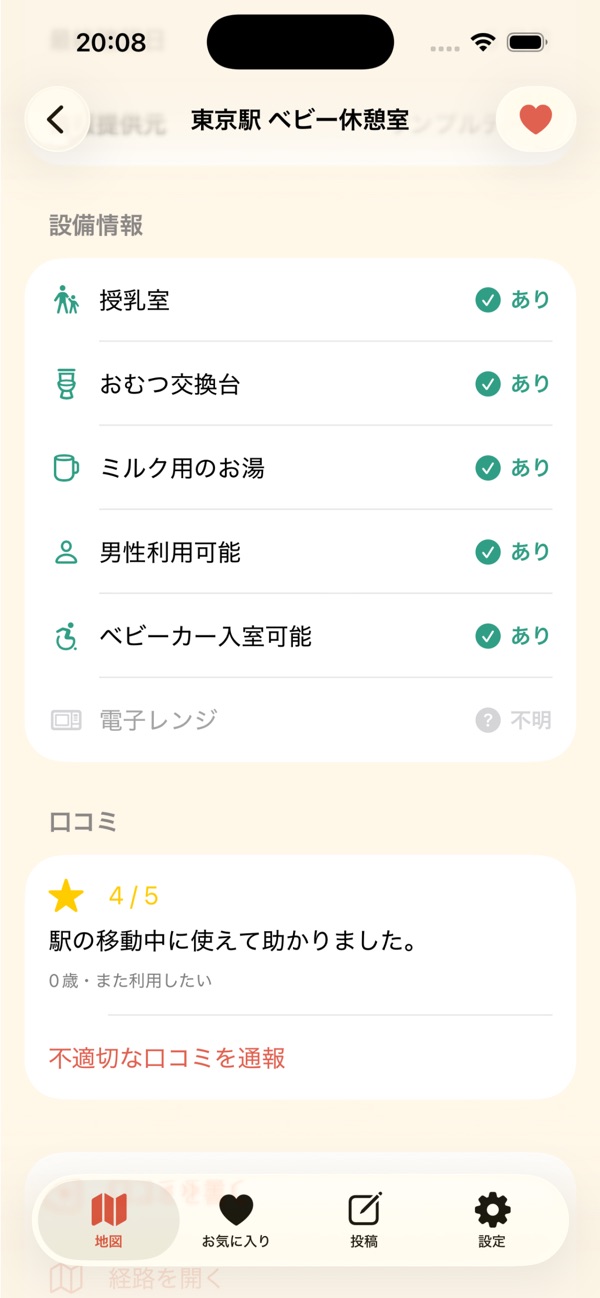 20:08
提供元
東京駅 ベビー休憩室
設備情報
授乳室 あり
おむつ交換台 あり
ミルク用のお湯 あり
男性利用可能 あり
ベビーカー入室可能 あり
電子レンジ ? 不明
口コミ
4 / 5
駅の移動中に使えて助かりました。
0歳・また利用したい
不適切な口コミを通報
地図 お気に入り 投稿 設定
経路を開く